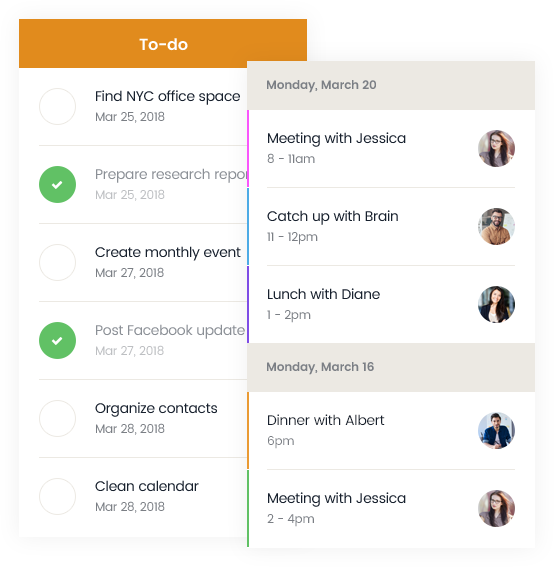 To-do
Find NYC office space
Mar 25, 2018
Prepare research repor
Mar 25, 2018
Create monthly event
Mar 27, 2018
Post Facebook update
Mar 27, 2018
Organize contacts
Mar 28, 2018
Clean calendar
Mar 28, 2018
Monday, March 20
Meeting with Jessica
8 - 11am
Catch up with Brain
11 - 12pm
Lunch with Diane
1 - 2pm
Monday, March 16
Dinner with Albert
6pm
Meeting with Jessica
2 - 4pm